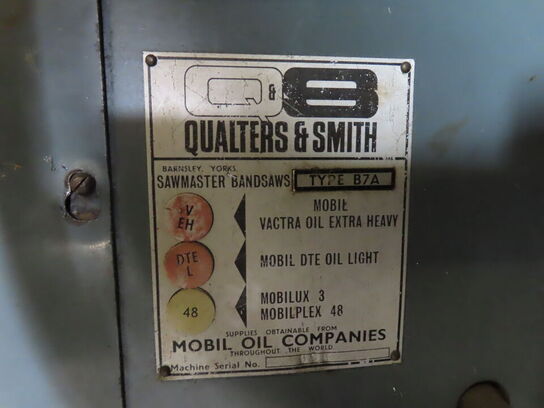 Q&S
QUALTERS & SMITH
BARNSLEY, YORKS.
SAWMASTER BANDSAWS TYPE B7A
V
EH
MOBIL
VACTRA OIL EXTRA HEAVY
DTE
L
MOBIL DTE OIL LIGHT
48
MOBILUX 3
MOBILPLEX 48
SUPPLIES OBTAINABLE FROM
MOBIL OIL COMPANIES
THROUGHOUT THE WORLD
Machine Serial No.